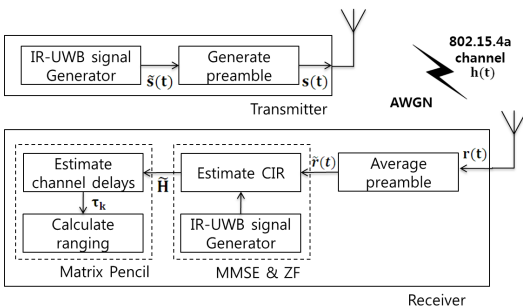 IR-UWB signal
Generator
s̃(t)
Generate
preamble
s(t)
Transmitter
802.15.4a
channel
h(t)
AWGN
Estimate
channel delays
τk
Calculate
ranging
Matrix Pencil
H̃
Estimate CIR
IR-UWB signal
Generator
MMSE & ZF
r̃(t)
Average
preamble
r(t)
Receiver